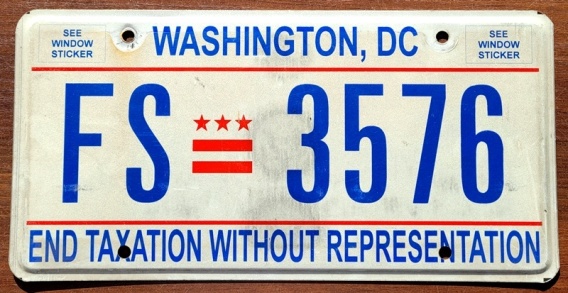 SEE
WINDOW
STICKER
WASHINGTON, DC
SEE
WINDOW
STICKER
FS 3576
END TAXATION WITHOUT REPRESENTATION